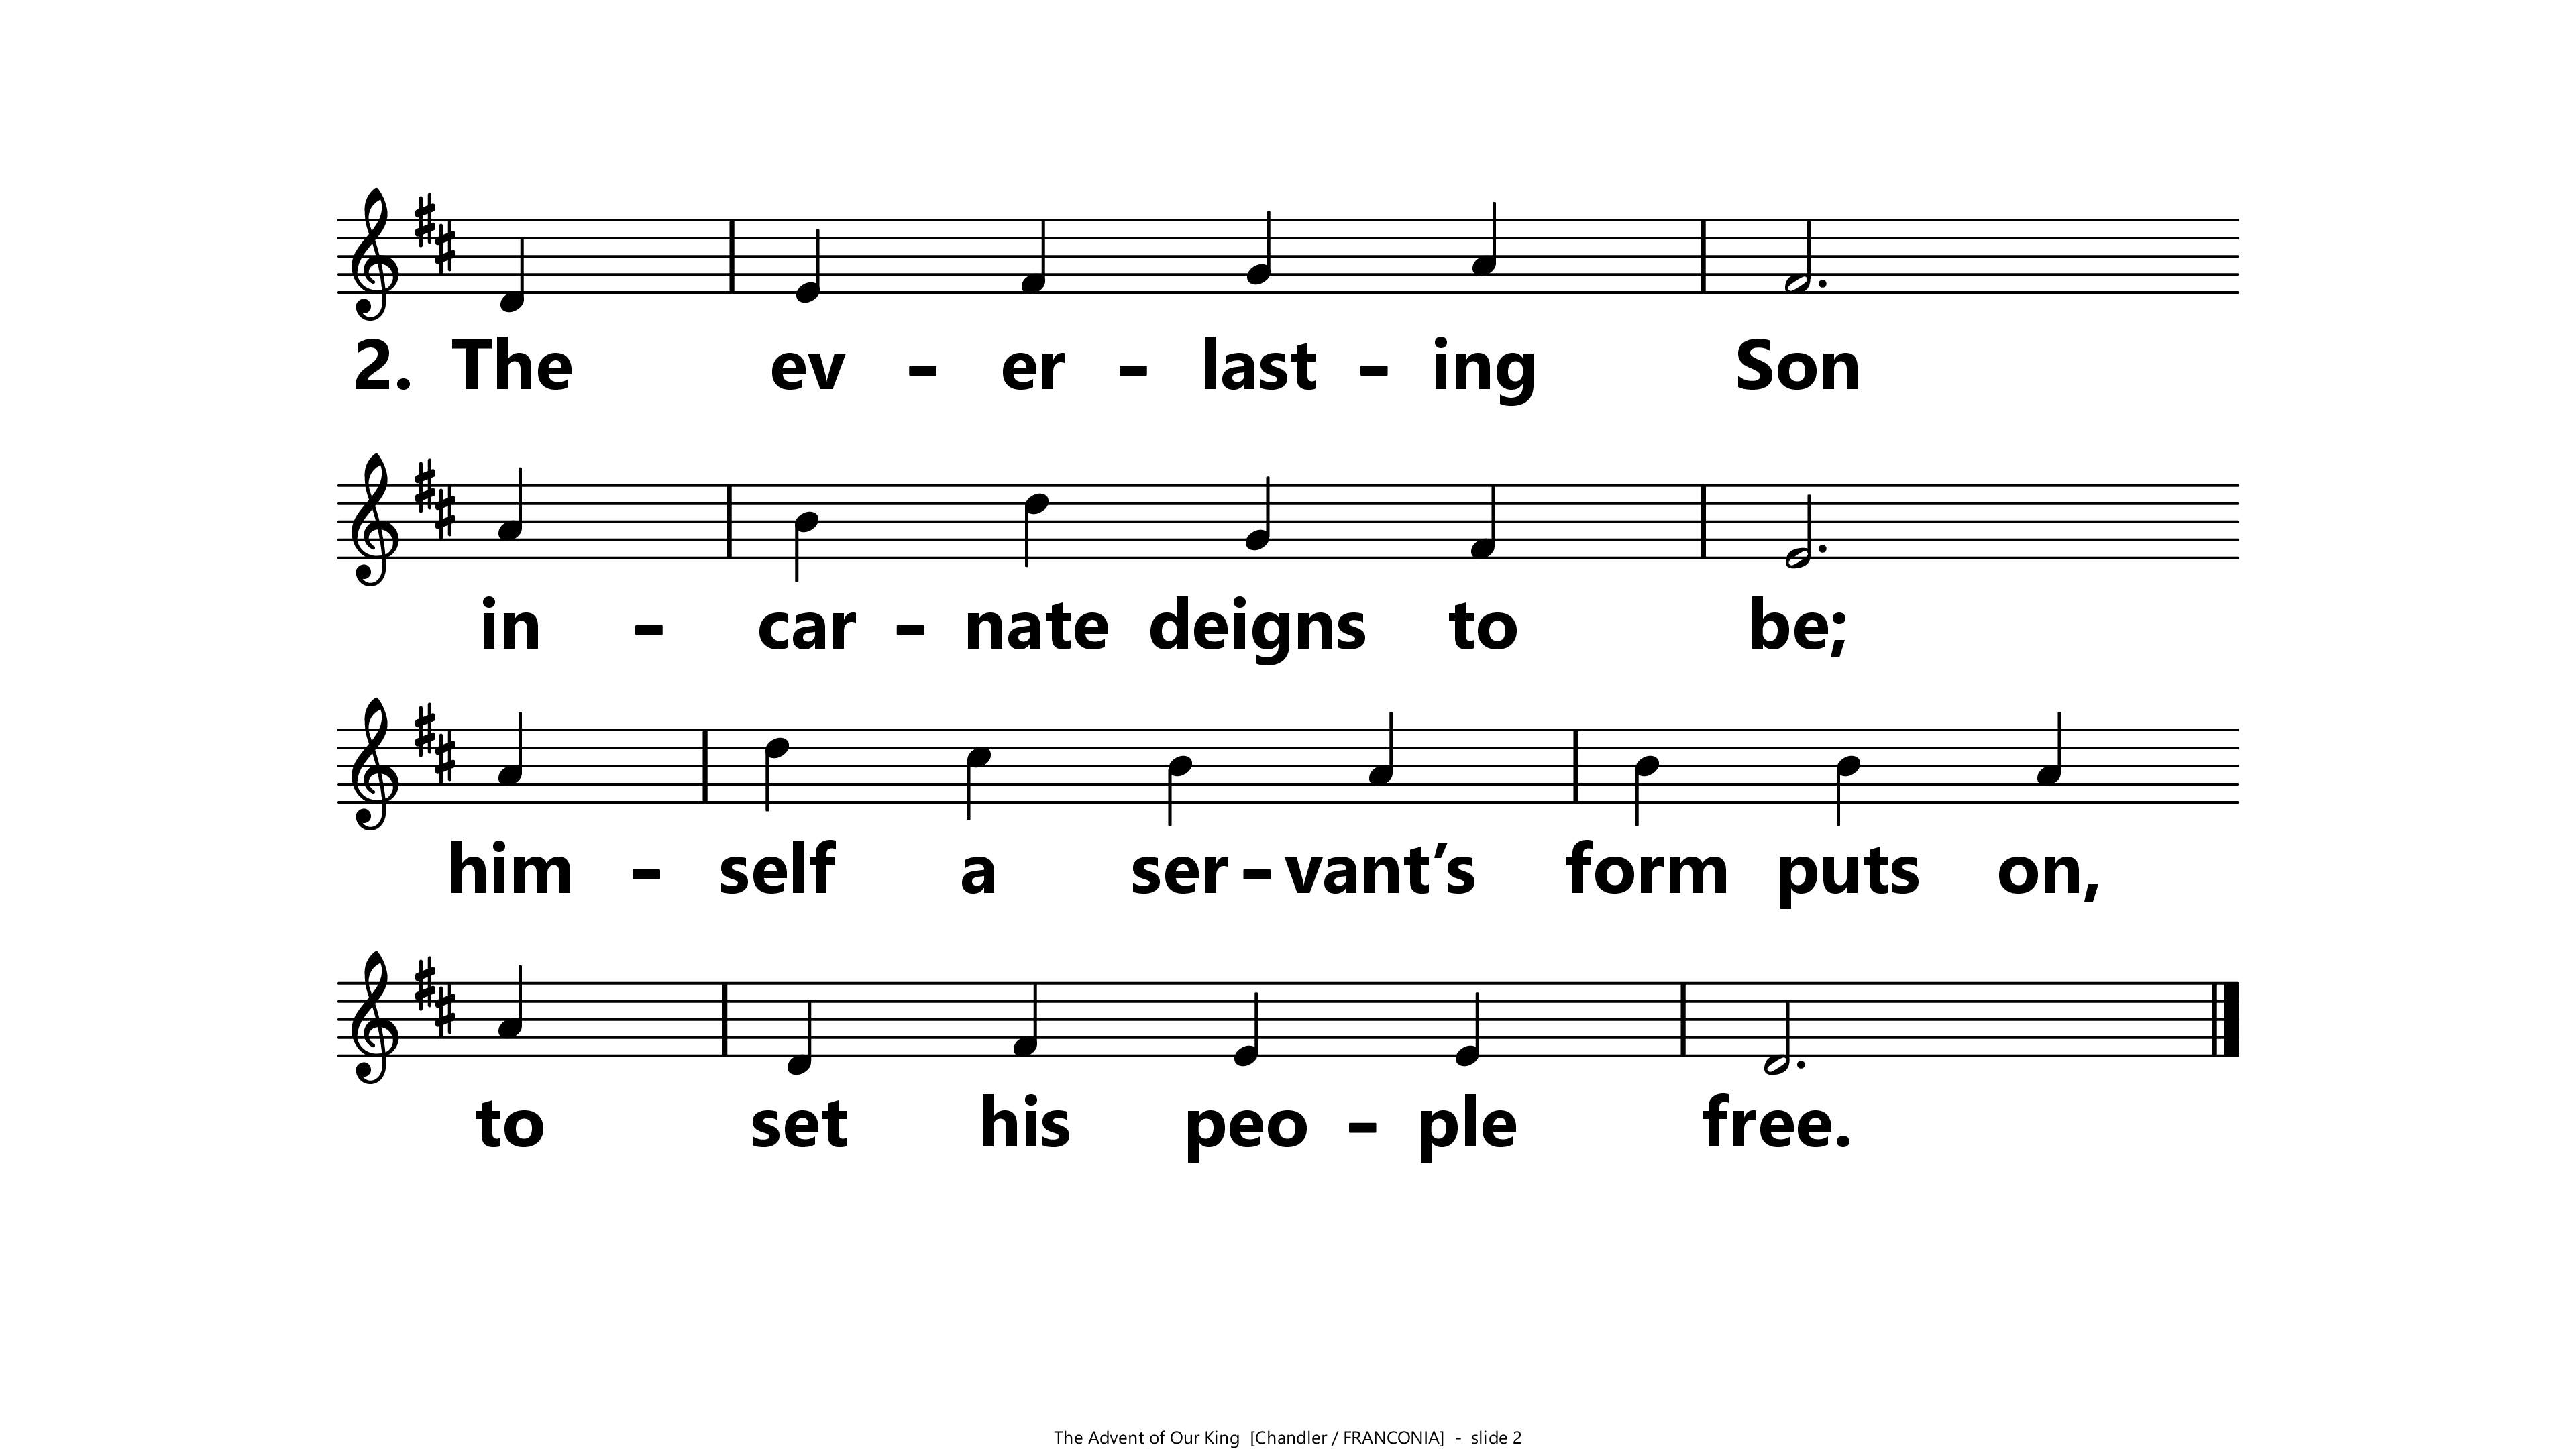 2. The ev - er - last - ing Son
in - car - nate deigns to be;
him - self a ser - vant’s form puts on,
to set his peo - ple free.
The Advent of Our King [Chandler / FRANCONIA] - slide 2